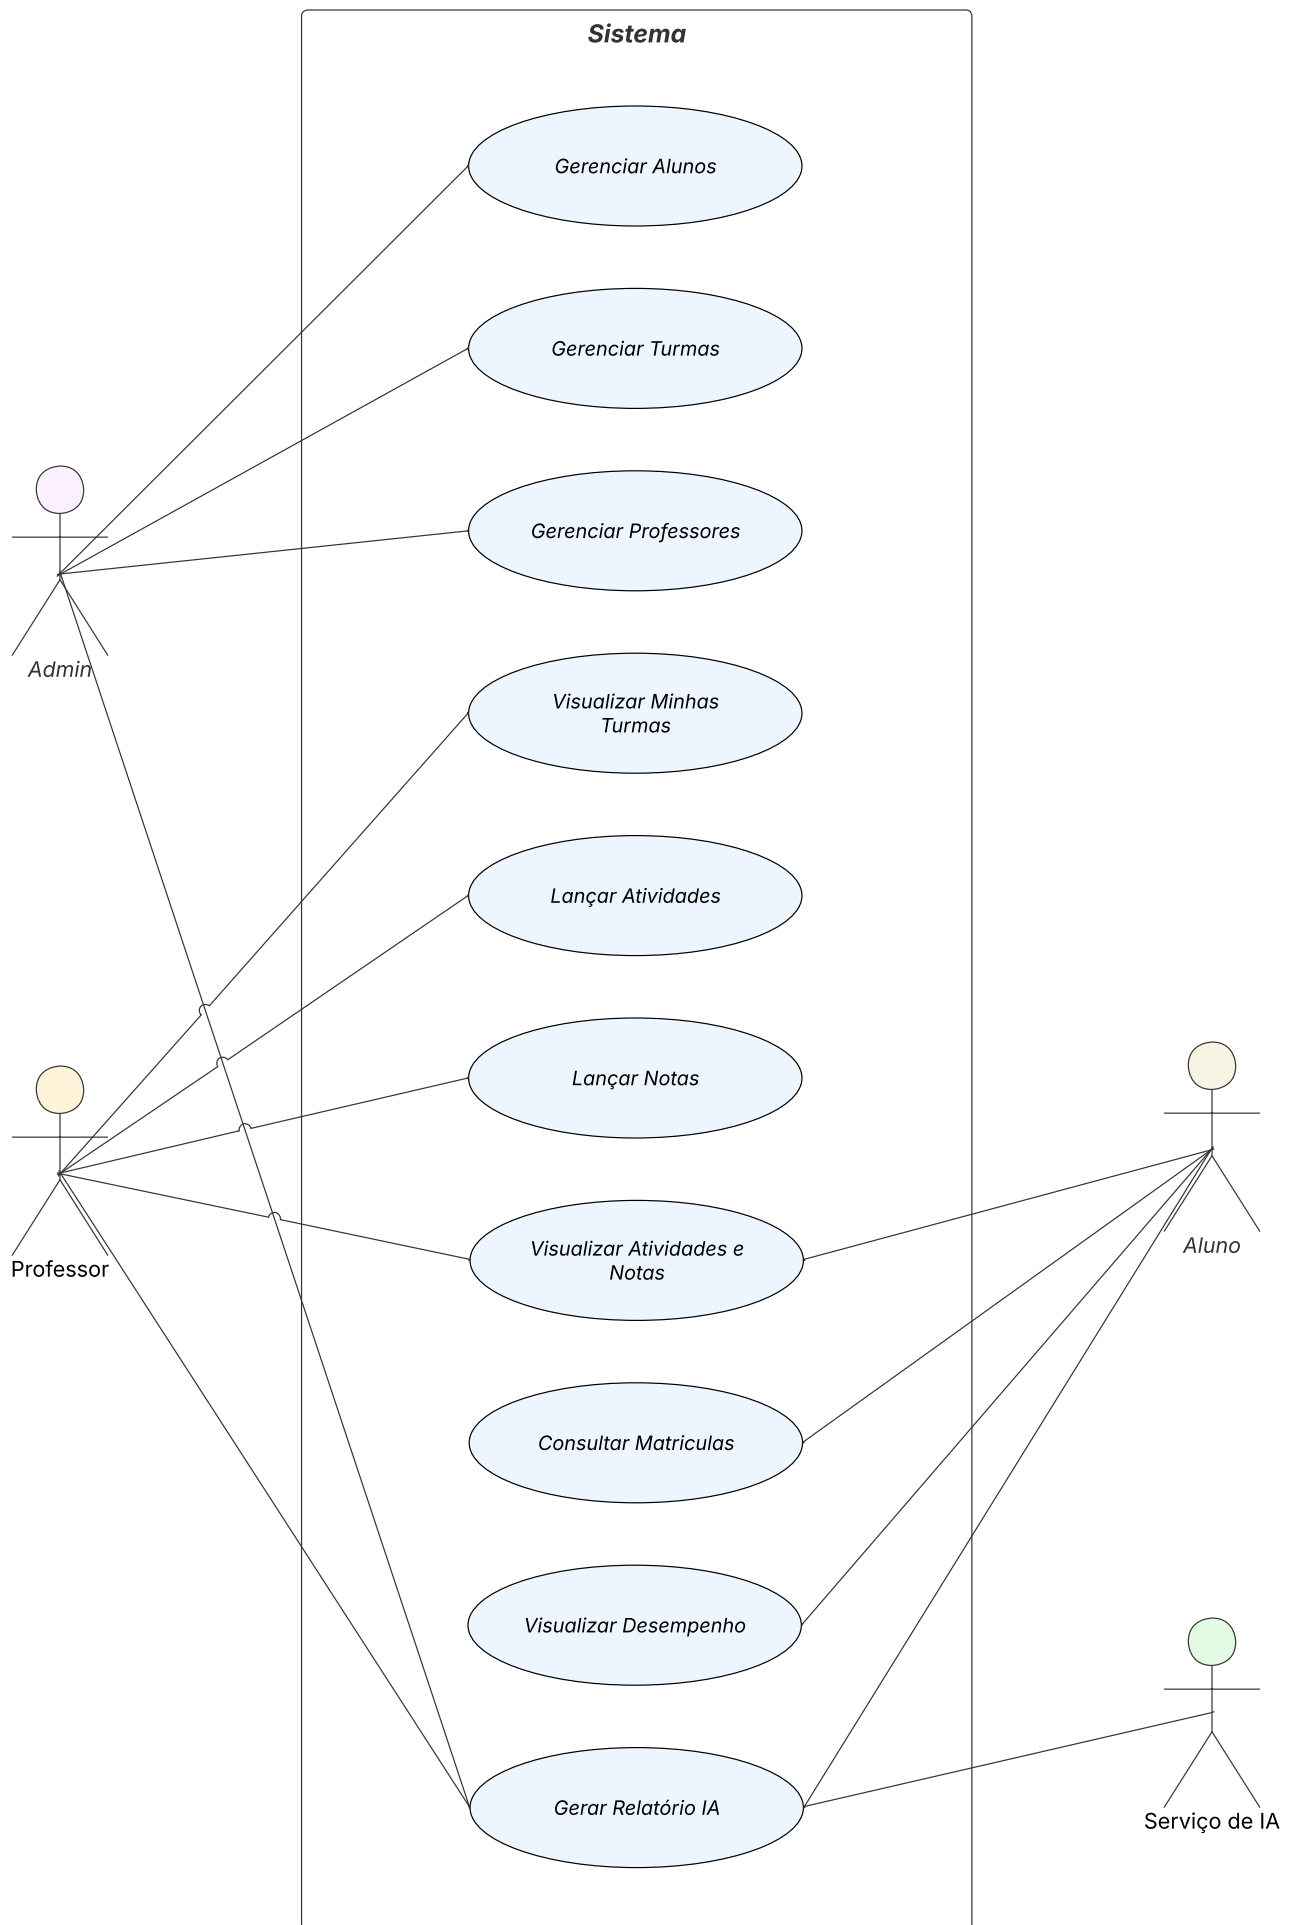 Sistema
Gerenciar Alunos
Gerenciar Turmas
Gerenciar Professores
Admin
Visualizar Minhas
Turmas
Lançar Atividades
Lançar Notas
Professor
Visualizar Atividades e
Notas
Aluno
Consultar Matriculas
Visualizar Desempenho
Gerar Relatório IA
Serviço de IA